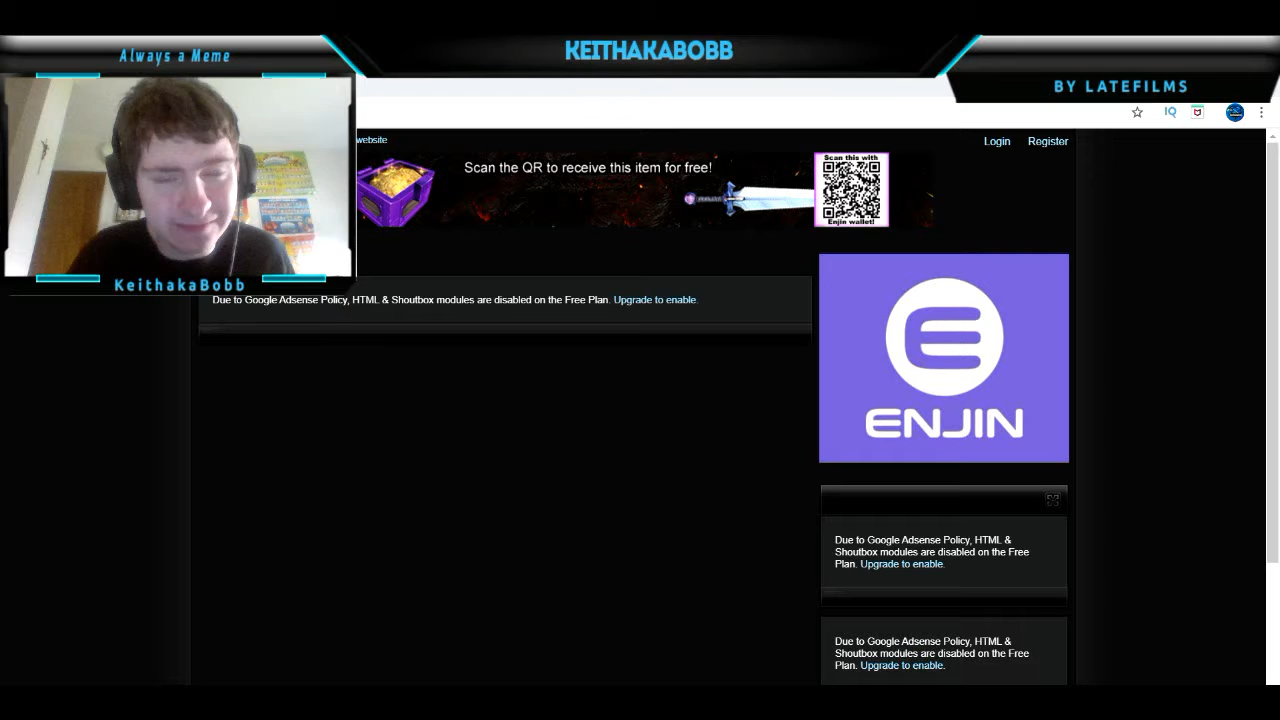 Always a Meme
KEITHAKABOBB
BY LATEFILMS
IQ
website
Login
Register
Scan the QR to receive this item for free!
Scan this with
Enjin wallet!
KeithakaBobb
Due to Google Adsense Policy, HTML & Shoutbox modules are disabled on the Free Plan. Upgrade to enable.
ENJIN
Due to Google Adsense Policy, HTML &
Shoutbox modules are disabled on the Free
Plan. Upgrade to enable.
Due to Google Adsense Policy, HTML &
Shoutbox modules are disabled on the Free
Plan. Upgrade to enable.